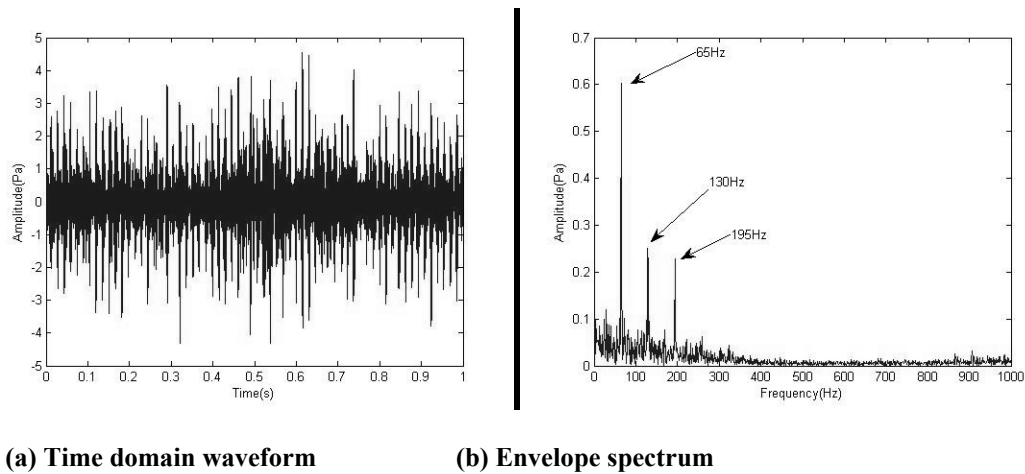 5
4
3
2
1
0
-1
-2
-3
-4
-5
Amplitude(Pa)
0 0.1 0.2 0.3 0.4 0.5 0.6 0.7 0.8 0.9 1
Time(s)
0.7
0.6
0.5
0.4
0.3
0.2
0.1
0
Amplitude(Pa)
65Hz
130Hz
195Hz
0 100 200 300 400 500 600 700 800 900 1000
Frequency(Hz)
(a) Time domain waveform (b) Envelope spectrum